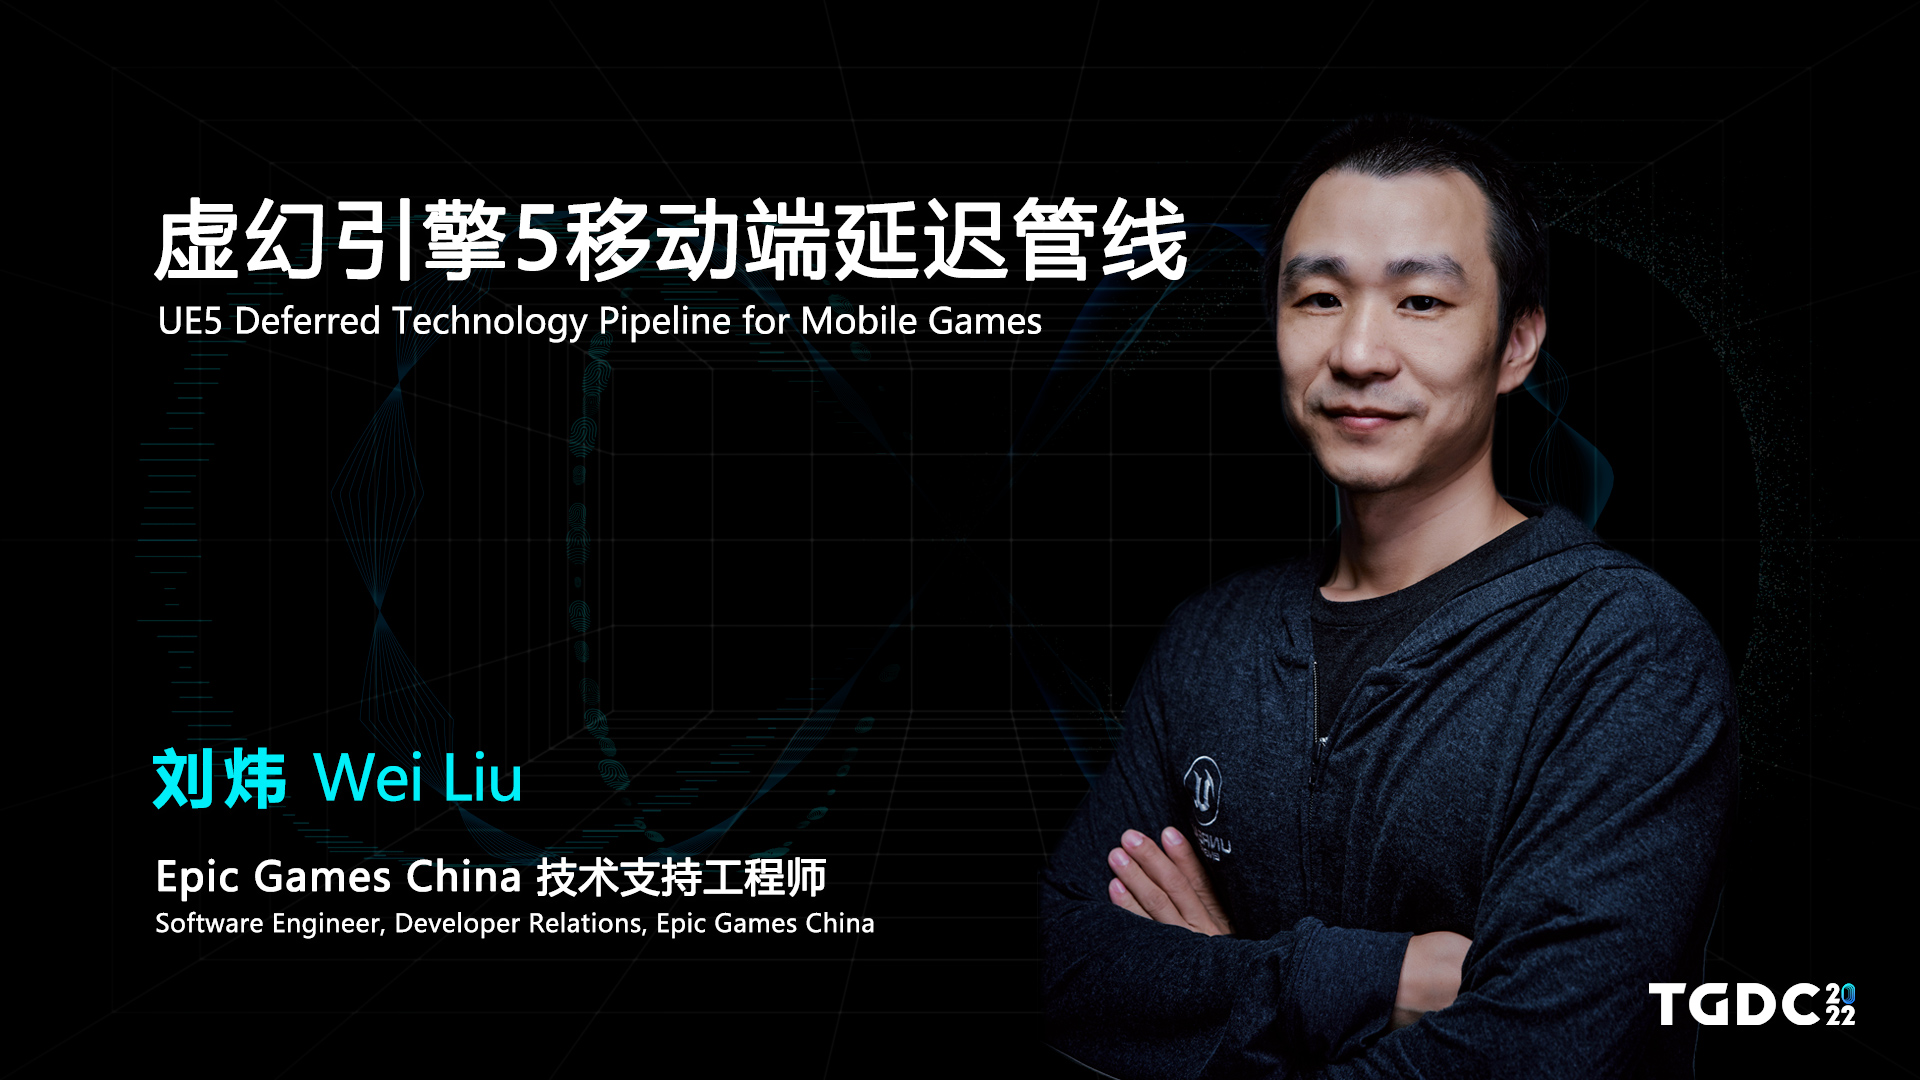 虚幻引擎5移动端延迟管线
UE5 Deferred Technology Pipeline for Mobile Games
刘炜 Wei Liu
Epic Games China 技术支持工程师
Software Engineer, Developer Relations, Epic Games China
TGDC 2022